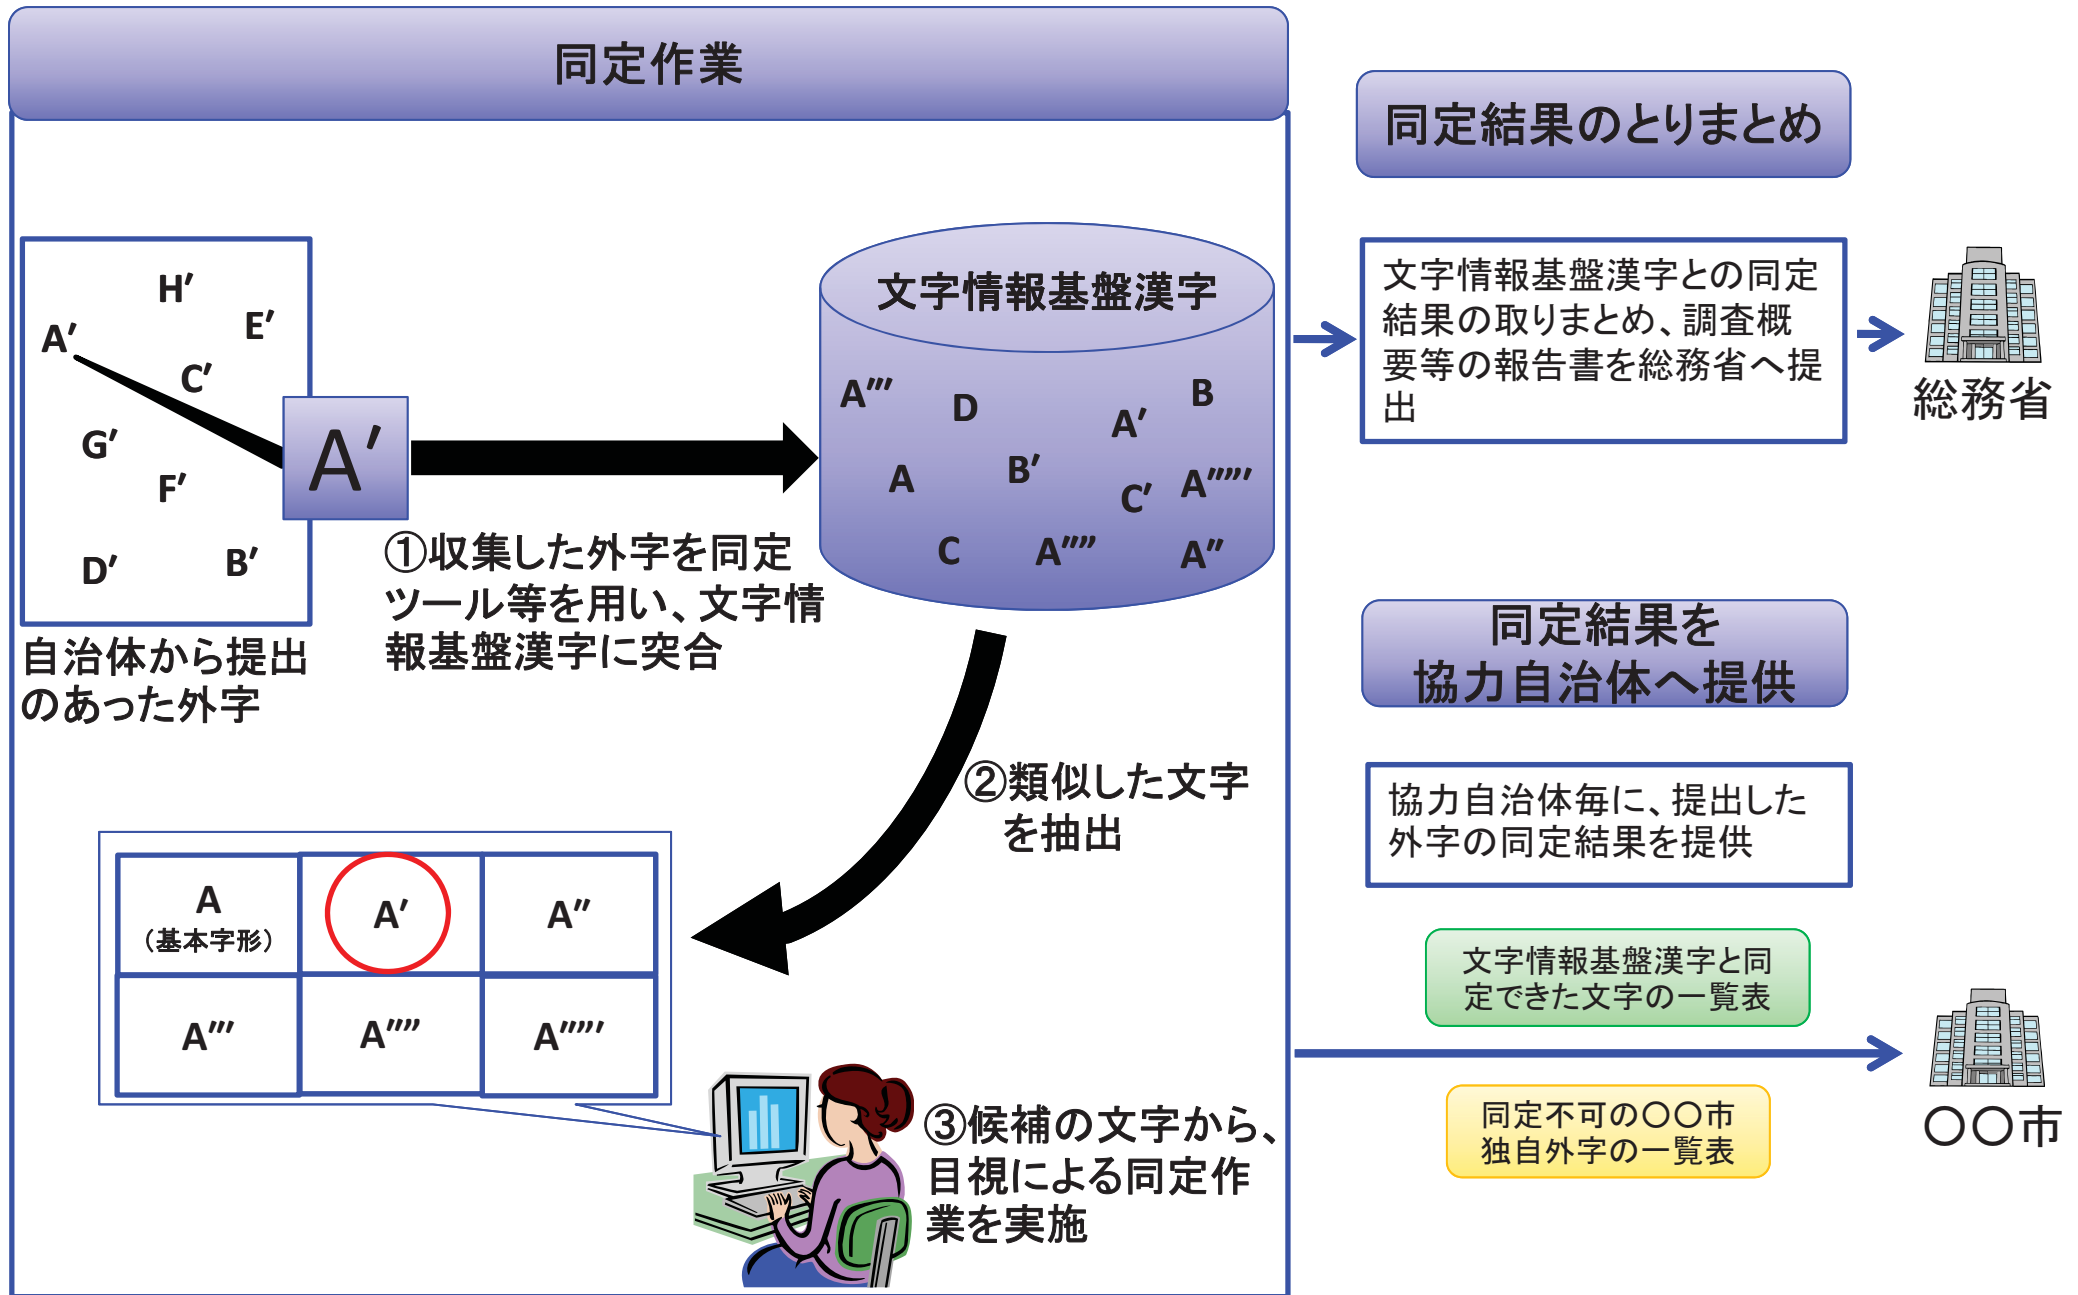 同定作業
H′
A′
E′
C′
G′
F′
D′
B′
A′
自治体から提出
のあった外字
①収集した外字を同定
ツール等を用い、文字情
報基盤漢字に突合
文字情報基盤漢字
A‴
D
A′
B
A
B′
C′
A‴′′
C
A‴′
A″
②類似した文字
を抽出
A
（基本字形）
A′
A″
A‴
A‴′
A‴′′
③候補の文字から、
目視による同定作
業を実施
同定結果のとりまとめ
文字情報基盤漢字との同定
結果の取りまとめ、調査概
要等の報告書を総務省へ提
出
総務省
同定結果を
協力自治体へ提供
協力自治体毎に、提出した
外字の同定結果を提供
文字情報基盤漢字と同
定できた文字の一覧表
同定不可の〇〇市
独自外字の一覧表
〇〇市